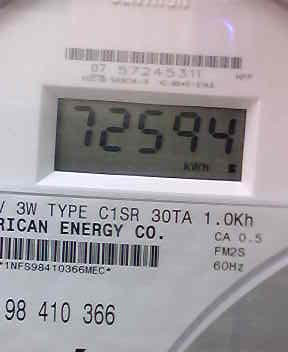 07 57245311
72594
kWh
V 3W TYPE C1SR 30TA 1.0Kh
RICAN ENERGY CO.
CA 0.5
FM2S
60Hz
*1NFS98410366MEC*
98 410 366